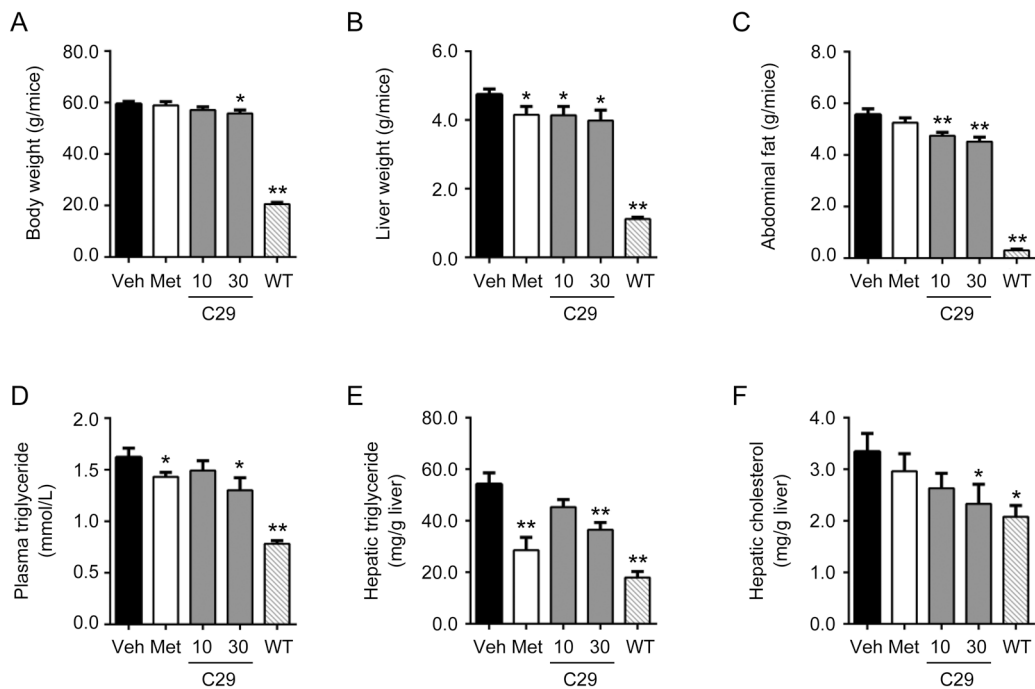 A
Body weight (g/mice)
80.0
60.0
40.0
20.0
0.0
*
**
Veh Met 10 30 WT
C29
B
Liver weight (g/mice)
6.0
4.0
2.0
0.0
* * *
**
Veh Met 10 30 WT
C29
C
Abdominal fat (g/mice)
8.0
6.0
4.0
2.0
0.0
** **
**
Veh Met 10 30 WT
C29
D
Plasma triglyceride
(mmol/L)
2.0
1.5
1.0
0.5
0.0
* *
**
Veh Met 10 30 WT
C29
E
Hepatic triglyceride
(mg/g liver)
80.0
60.0
40.0
20.0
0.0
** **
**
Veh Met 10 30 WT
C29
F
Hepatic cholesterol
(mg/g liver)
4.0
3.0
2.0
1.0
0.0
* *
Veh Met 10 30 WT
C29